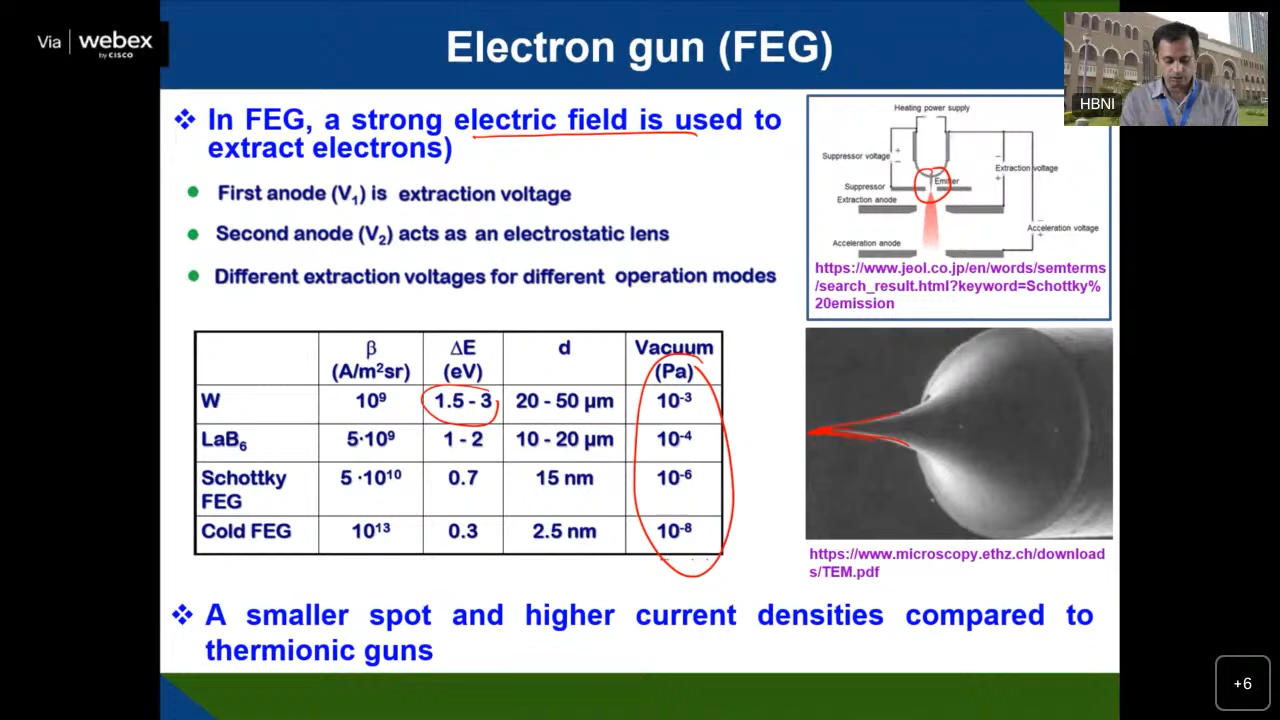 Via | webex
by CISCO
Electron gun (FEG)
HBNI
❖ In FEG, a strong electric field is used to
extract electrons)
● First anode (V₁) is extraction voltage
● Second anode (V₂) acts as an electrostatic lens
● Different extraction voltages for different operation modes
Heating power supply
Suppressor voltage
+
−
−
Extraction voltage
+
Suppressor
Emitter
Extraction anode
−
Acceleration voltage
+
Acceleration anode
https://www.jeol.co.jp/en/words/semterms
/search_result.html?keyword=Schottky%
20emission
β (A/m²sr) ΔE (eV) d Vacuum (Pa)
W 10⁹ 1.5 - 3 20 - 50 μm 10⁻³
LaB₆ 5·10⁹ 1 - 2 10 - 20 μm 10⁻⁴
Schottky FEG 5 ·10¹⁰ 0.7 15 nm 10⁻⁶
Cold FEG 10¹³ 0.3 2.5 nm 10⁻⁸
https://www.microscopy.ethz.ch/download
s/TEM.pdf
❖ A smaller spot and higher current densities compared to
thermionic guns
+6